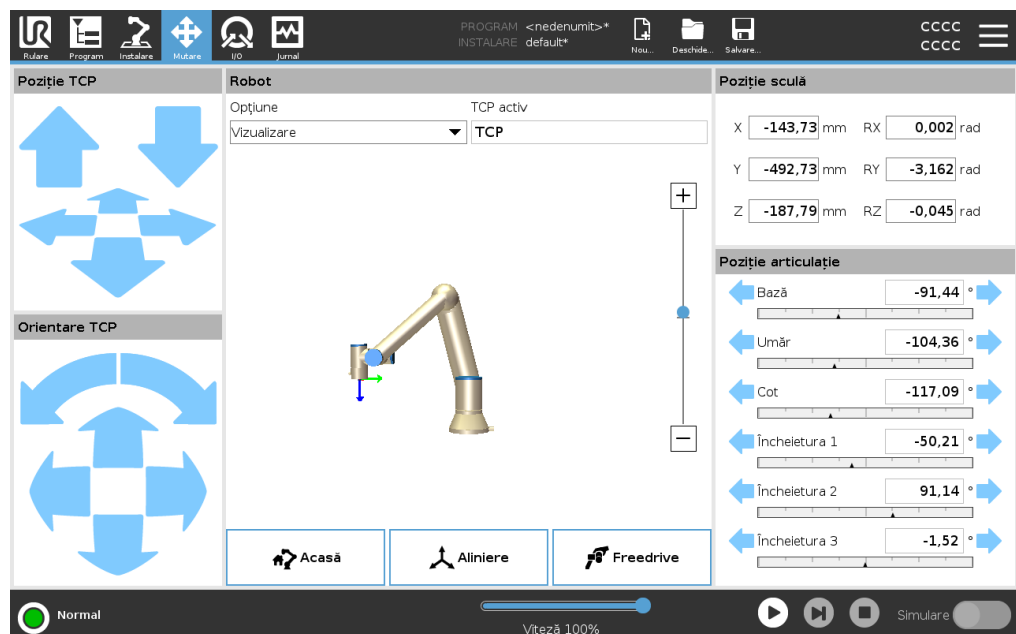 PROGRAM <nedenumit>*
INSTALARE default*
CCCC
CCCC
Rulare Program Instalare Mutare I/O Jurnal Nou... Deschide... Salvare...
Poziție TCP
Robot
Poziție sculă
Opțiune TCP activ
Vizualizare TCP
X -143,73 mm RX 0,002 rad
Y -492,73 mm RY -3,162 rad
Z -187,79 mm RZ -0,045 rad
Poziție articulație
Bază -91,44 °
Orientare TCP
Umăr -104,36 °
Cot -117,09 °
Încheietura 1 -50,21 °
Încheietura 2 91,14 °
Încheietura 3 -1,52 °
Acasă Aliniere Freedrive
Normal
Viteză 100%
Simulare